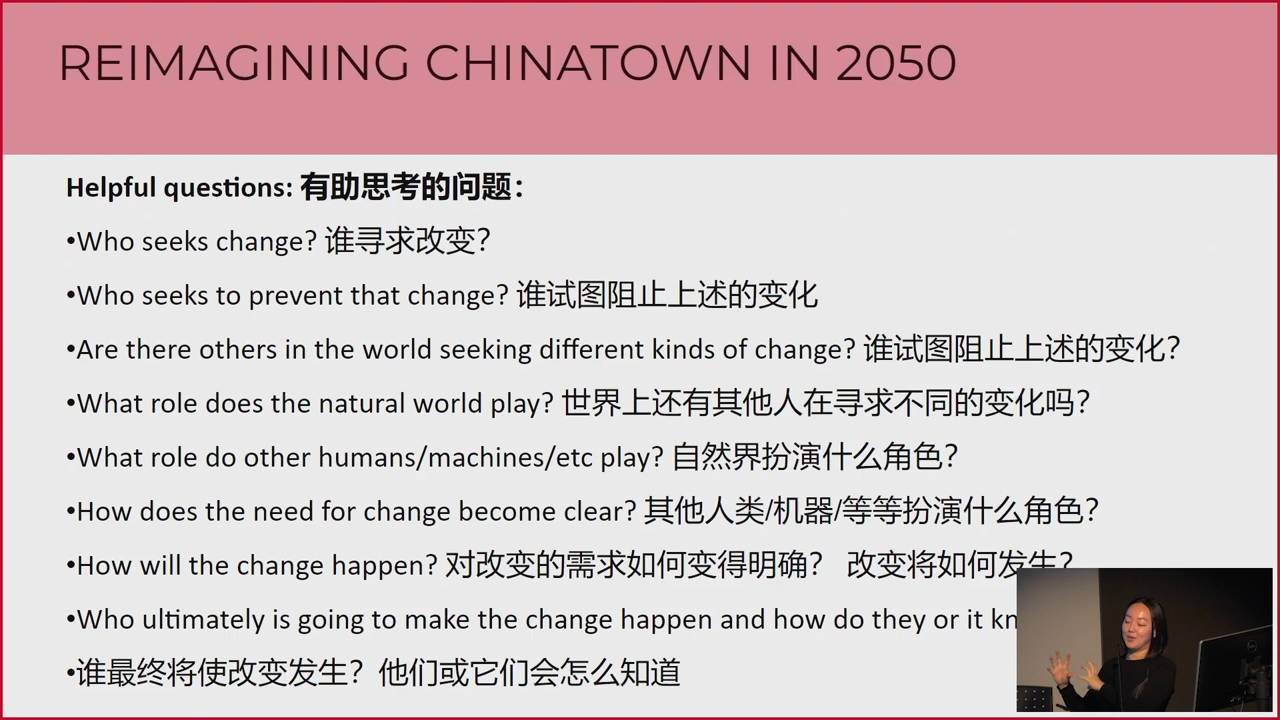 REIMAGINING CHINATOWN IN 2050
Helpful questions: 有助思考的问题：
•Who seeks change? 谁寻求改变？
•Who seeks to prevent that change? 谁试图阻止上述的变化
•Are there others in the world seeking different kinds of change? 谁试图阻止上述的变化？
•What role does the natural world play? 世界上还有其他人在寻求不同的变化吗？
•What role do other humans/machines/etc play? 自然界扮演什么角色？
•How does the need for change become clear? 其他人类/机器/等等扮演什么角色？
•How will the change happen? 对改变的需求如何变得明确？ 改变将如何发生？
•Who ultimately is going to make the change happen and how do they or it
•谁最终将使改变发生？他们或它们会怎么知道